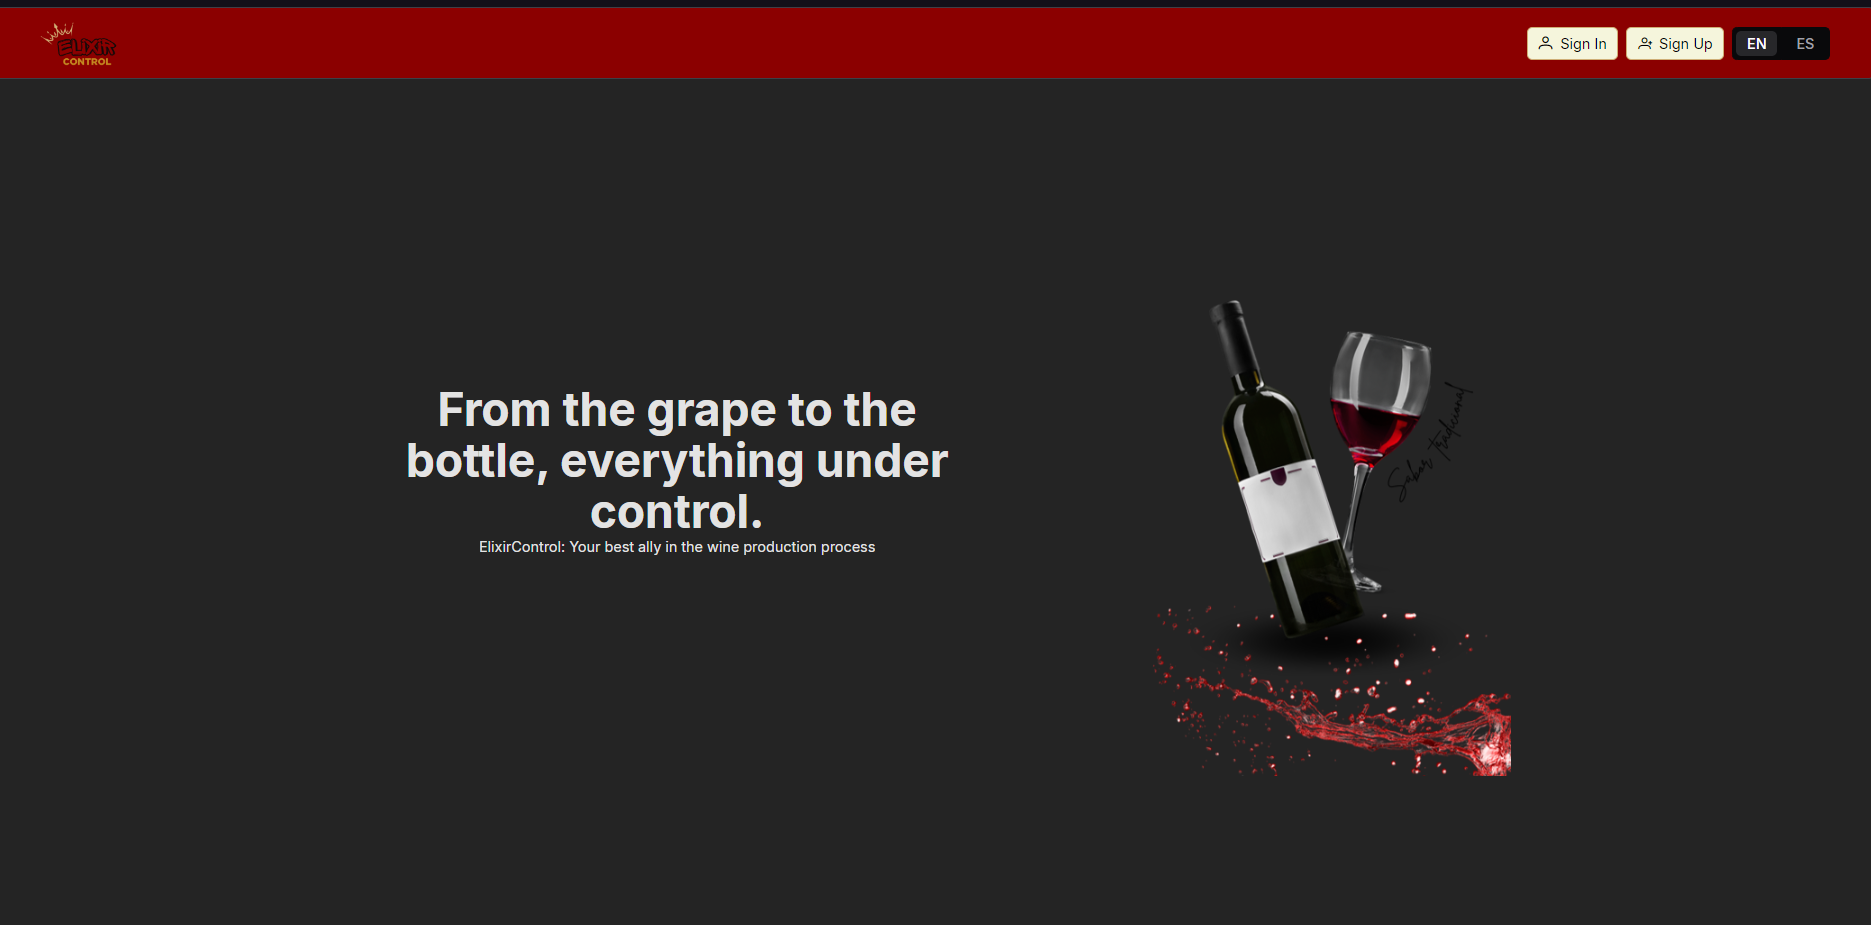 ELIXIR
CONTROL
Sign In
Sign Up
EN
ES
From the grape to the
bottle, everything under
control.
ElixirControl: Your best ally in the wine production process
Sabor tradicional